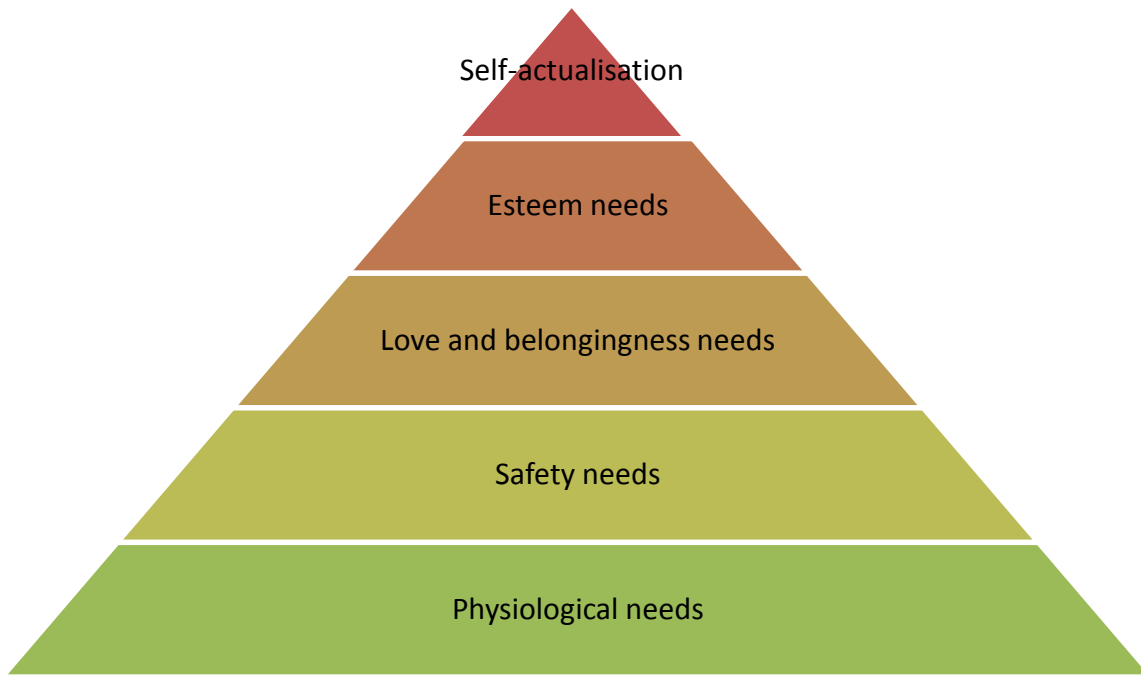 Self-actualisation
Esteem needs
Love and belongingness needs
Safety needs
Physiological needs